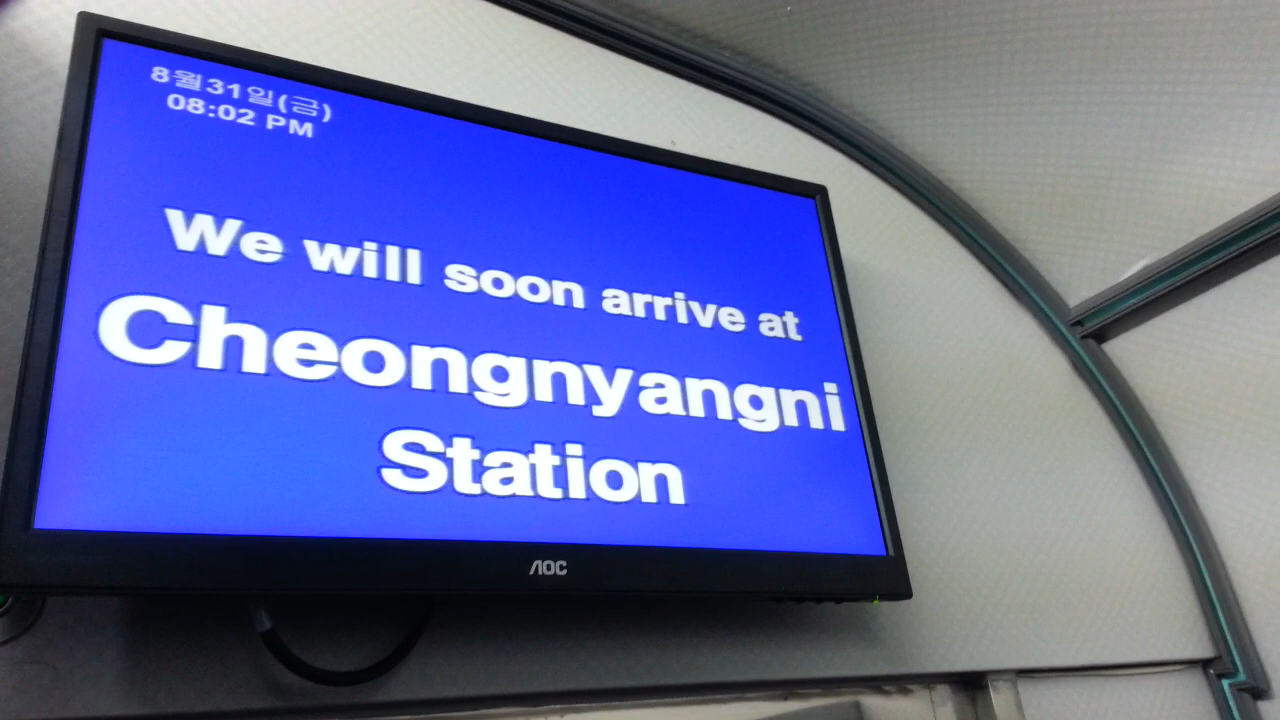 8월31일(금)
08:02 PM
We will soon arrive at
Cheongnyangni
Station
AOC